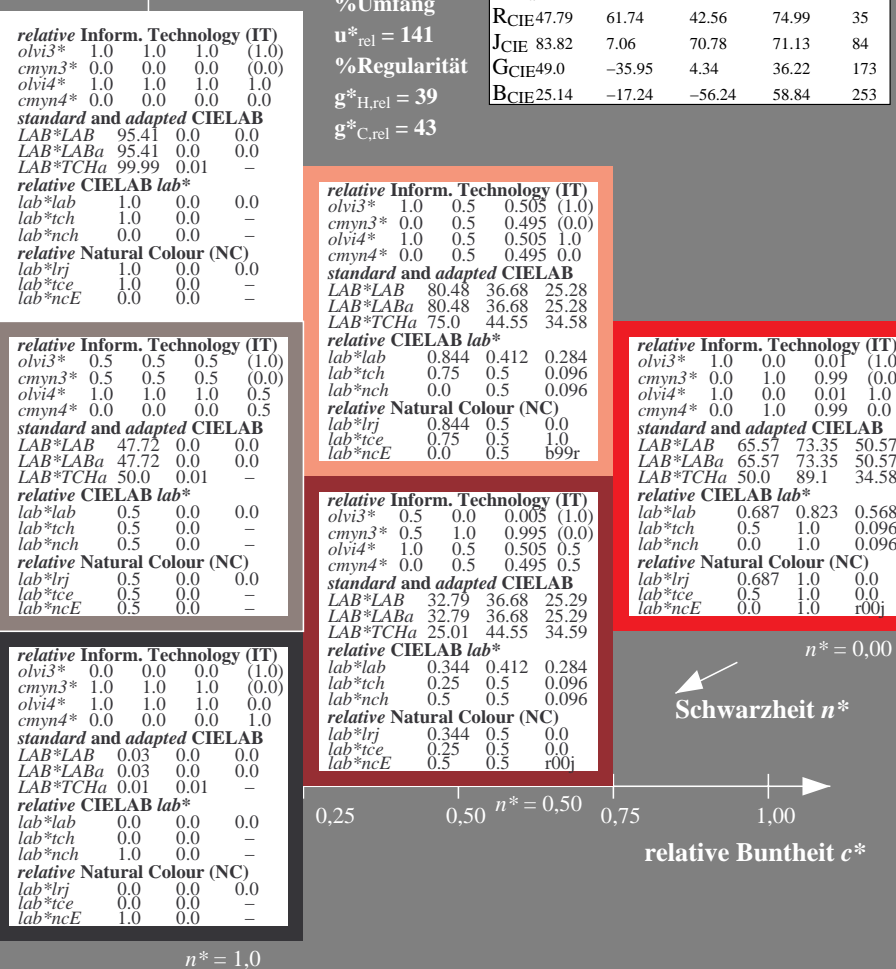 %Umfang
u*rel = 141
%Regularität
g*H,rel = 39
g*C,rel = 43
RCIE 47.79 61.74 42.56 74.99 35
JCIE 83.82 7.06 70.78 71.13 84
GCIE 49.0 −35.95 4.34 36.22 173
BCIE 25.14 −17.24 −56.24 58.84 253
relative Inform. Technology (IT)
olvi3* 1.0 1.0 1.0 (1.0)
cmyn3* 0.0 0.0 0.0 (0.0)
olvi4* 1.0 1.0 1.0 1.0
cmyn4* 0.0 0.0 0.0 0.0
standard and adapted CIELAB
LAB*LAB 95.41 0.0 0.0
LAB*LABa 95.41 0.0 0.0
LAB*TCHa 99.99 0.01 –
relative CIELAB lab*
lab*lab 1.0 0.0 0.0
lab*tch 1.0 0.0 –
lab*nch 0.0 0.0 –
relative Natural Colour (NC)
lab*lrj 1.0 0.0 0.0
lab*tce 1.0 0.0 –
lab*ncE 0.0 0.0 –
relative Inform. Technology (IT)
olvi3* 1.0 0.5 0.505 (1.0)
cmyn3* 0.0 0.5 0.495 (0.0)
olvi4* 1.0 0.5 0.505 1.0
cmyn4* 0.0 0.5 0.495 0.0
standard and adapted CIELAB
LAB*LAB 80.48 36.68 25.28
LAB*LABa 80.48 36.68 25.28
LAB*TCHa 75.0 44.55 34.58
relative CIELAB lab*
lab*lab 0.844 0.412 0.284
lab*tch 0.75 0.5 0.096
lab*nch 0.0 0.5 0.096
relative Natural Colour (NC)
lab*lrj 0.844 0.5 0.0
lab*tce 0.75 0.5 1.0
lab*ncE 0.0 0.5 b99r
relative Inform. Technology (IT)
olvi3* 0.5 0.5 0.5 (1.0)
cmyn3* 0.5 0.5 0.5 (0.0)
olvi4* 1.0 1.0 1.0 0.5
cmyn4* 0.0 0.0 0.0 0.5
standard and adapted CIELAB
LAB*LAB 47.72 0.0 0.0
LAB*LABa 47.72 0.0 0.0
LAB*TCHa 50.0 0.01 –
relative CIELAB lab*
lab*lab 0.5 0.0 0.0
lab*tch 0.5 0.0 –
lab*nch 0.5 0.0 –
relative Natural Colour (NC)
lab*lrj 0.5 0.0 0.0
lab*tce 0.5 0.0 –
lab*ncE 0.5 0.0 –
relative Inform. Technology (IT)
olvi3* 1.0 0.0 0.01 (1.0
cmyn3* 0.0 1.0 0.99 (0.0
olvi4* 1.0 0.0 0.01 1.0
cmyn4* 0.0 1.0 0.99 0.0
standard and adapted CIELAB
LAB*LAB 65.57 73.35 50.57
LAB*LABa 65.57 73.35 50.57
LAB*TCHa 50.0 89.1 34.58
relative CIELAB lab*
lab*lab 0.687 0.823 0.568
lab*tch 0.5 1.0 0.096
lab*nch 0.0 1.0 0.096
relative Natural Colour (NC)
lab*lrj 0.687 1.0 0.0
lab*tce 0.5 1.0 0.0
lab*ncE 0.0 1.0 r00j
relative Inform. Technology (IT)
olvi3* 0.5 0.0 0.005 (1.0)
cmyn3* 0.5 1.0 0.995 (0.0)
olvi4* 1.0 0.5 0.505 0.5
cmyn4* 0.0 0.5 0.495 0.5
standard and adapted CIELAB
LAB*LAB 32.79 36.68 25.29
LAB*LABa 32.79 36.68 25.29
LAB*TCHa 25.01 44.55 34.59
relative CIELAB lab*
lab*lab 0.344 0.412 0.284
lab*tch 0.25 0.5 0.096
lab*nch 0.5 0.5 0.096
relative Natural Colour (NC)
lab*lrj 0.344 0.5 0.0
lab*tce 0.25 0.5 0.0
lab*ncE 0.5 0.5 r00j
relative Inform. Technology (IT)
olvi3* 0.0 0.0 0.0 (1.0)
cmyn3* 1.0 1.0 1.0 (0.0)
olvi4* 1.0 1.0 1.0 0.0
cmyn4* 0.0 0.0 0.0 1.0
standard and adapted CIELAB
LAB*LAB 0.03 0.0 0.0
LAB*LABa 0.03 0.0 0.0
LAB*TCHa 0.01 0.01 –
relative CIELAB lab*
lab*lab 0.0 0.0 0.0
lab*tch 0.0 0.0 –
lab*nch 1.0 0.0 –
relative Natural Colour (NC)
lab*lrj 0.0 0.0 0.0
lab*tce 0.0 0.0 –
lab*ncE 1.0 0.0 –
n* = 0,00
Schwarzheit n*
n* = 0,50
0,25 0,50 0,75 1,00
relative Buntheit c*
n* = 1,0